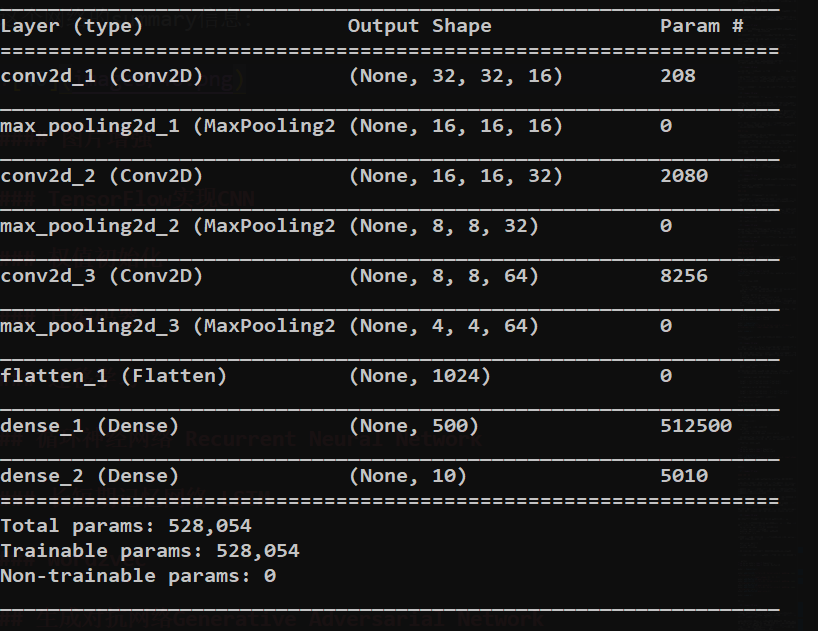 Layer (type) Output Shape Param #
conv2d_1 (Conv2D) (None, 32, 32, 16) 208
max_pooling2d_1 (MaxPooling2 (None, 16, 16, 16) 0
conv2d_2 (Conv2D) (None, 16, 16, 32) 2080
max_pooling2d_2 (MaxPooling2 (None, 8, 8, 32) 0
conv2d_3 (Conv2D) (None, 8, 8, 64) 8256
max_pooling2d_3 (MaxPooling2 (None, 4, 4, 64) 0
flatten_1 (Flatten) (None, 1024) 0
dense_1 (Dense) (None, 500) 512500
dense_2 (Dense) (None, 10) 5010
Total params: 528,054
Trainable params: 528,054
Non-trainable params: 0